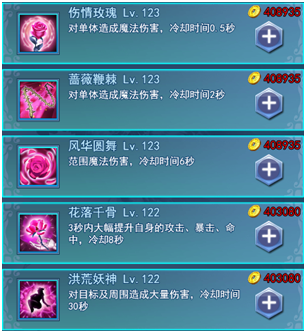 伤情玫瑰 Lv.123
408935
对单体造成魔法伤害，冷却时间0.5秒
蔷薇鞭棘 Lv.123
408935
对单体造成魔法伤害，冷却时间2秒
风华圆舞 Lv.123
408935
范围魔法伤害，冷却时间6秒
花落千骨 Lv.122
403080
3秒内大幅提升自身的攻击、暴击、命
中，冷却8秒
洪荒妖神 Lv.122
403080
对目标及周围造成大量伤害，冷却时间
30秒